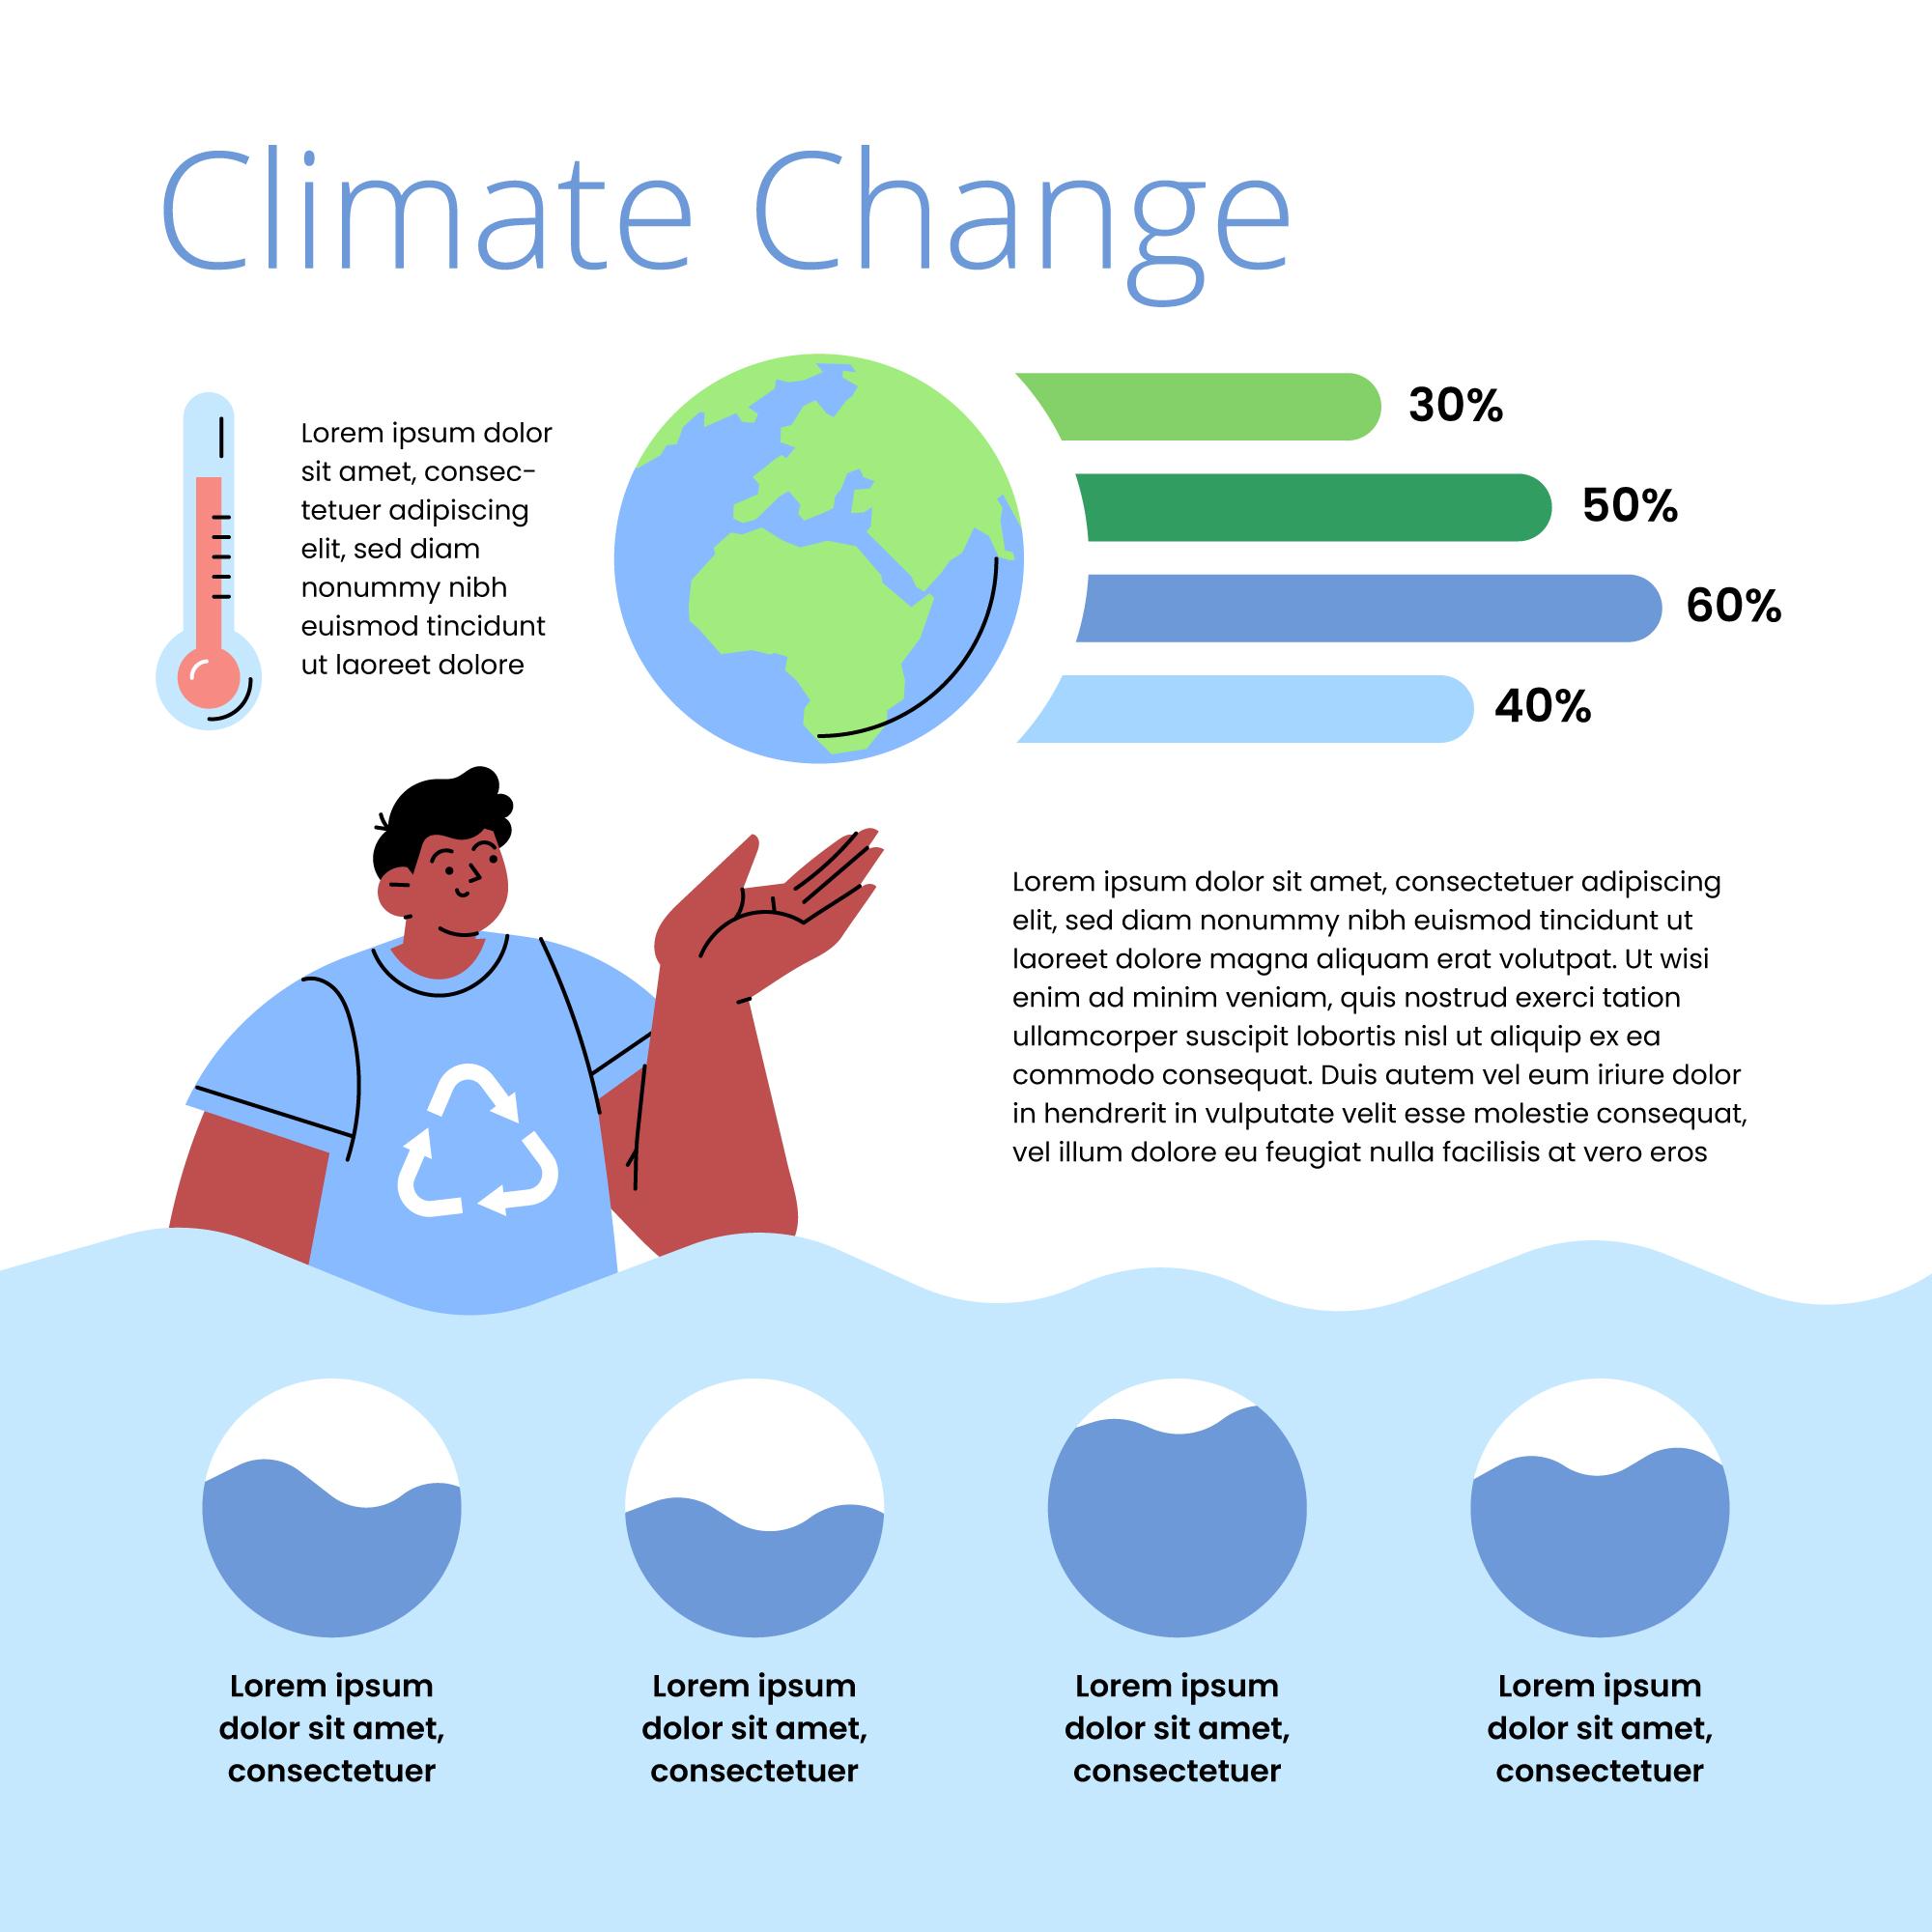 Climate Change
Lorem ipsum dolor
sit amet, consec-
tetuer adipiscing
elit, sed diam
nonummy nibh
euismod tincidunt
ut laoreet dolore
30%
50%
60%
40%
Lorem ipsum dolor sit amet, consectetuer adipiscing
elit, sed diam nonummy nibh euismod tincidunt ut
laoreet dolore magna aliquam erat volutpat. Ut wisi
enim ad minim veniam, quis nostrud exerci tation
ullamcorper suscipit lobortis nisl ut aliquip ex ea
commodo consequat. Duis autem vel eum iriure dolor
in hendrerit in vulputate velit esse molestie consequat,
vel illum dolore eu feugiat nulla facilisis at vero eros
Lorem ipsum
dolor sit amet,
consectetuer
Lorem ipsum
dolor sit amet,
consectetuer
Lorem ipsum
dolor sit amet,
consectetuer
Lorem ipsum
dolor sit amet,
consectetuer